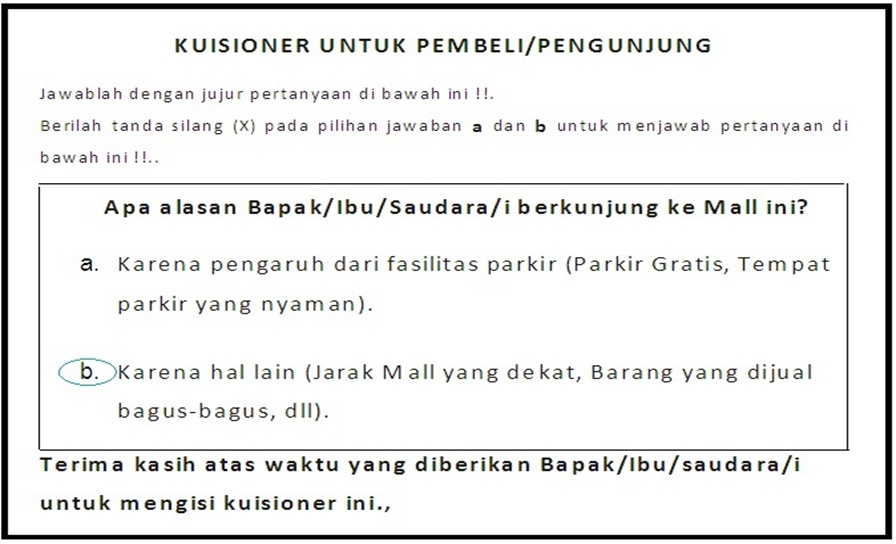 KUISIONER UNTUK PEMBELI/PENGUNJUNG
Jawablah dengan jujur pertanyaan di bawah ini !!.
Berilah tanda silang (X) pada pilihan jawaban a dan b untuk menjawab pertanyaan di
bawah ini !!..
Apa alasan Bapak/Ibu/Saudara/i berkunjung ke Mall ini?
a. Karena pengaruh dari fasilitas parkir (Parkir Gratis, Tempat
parkir yang nyaman).
b. Karena hal lain (Jarak Mall yang dekat, Barang yang dijual
bagus-bagus, dll).
Terima kasih atas waktu yang diberikan Bapak/Ibu/saudara/i
untuk mengisi kuisioner ini.,